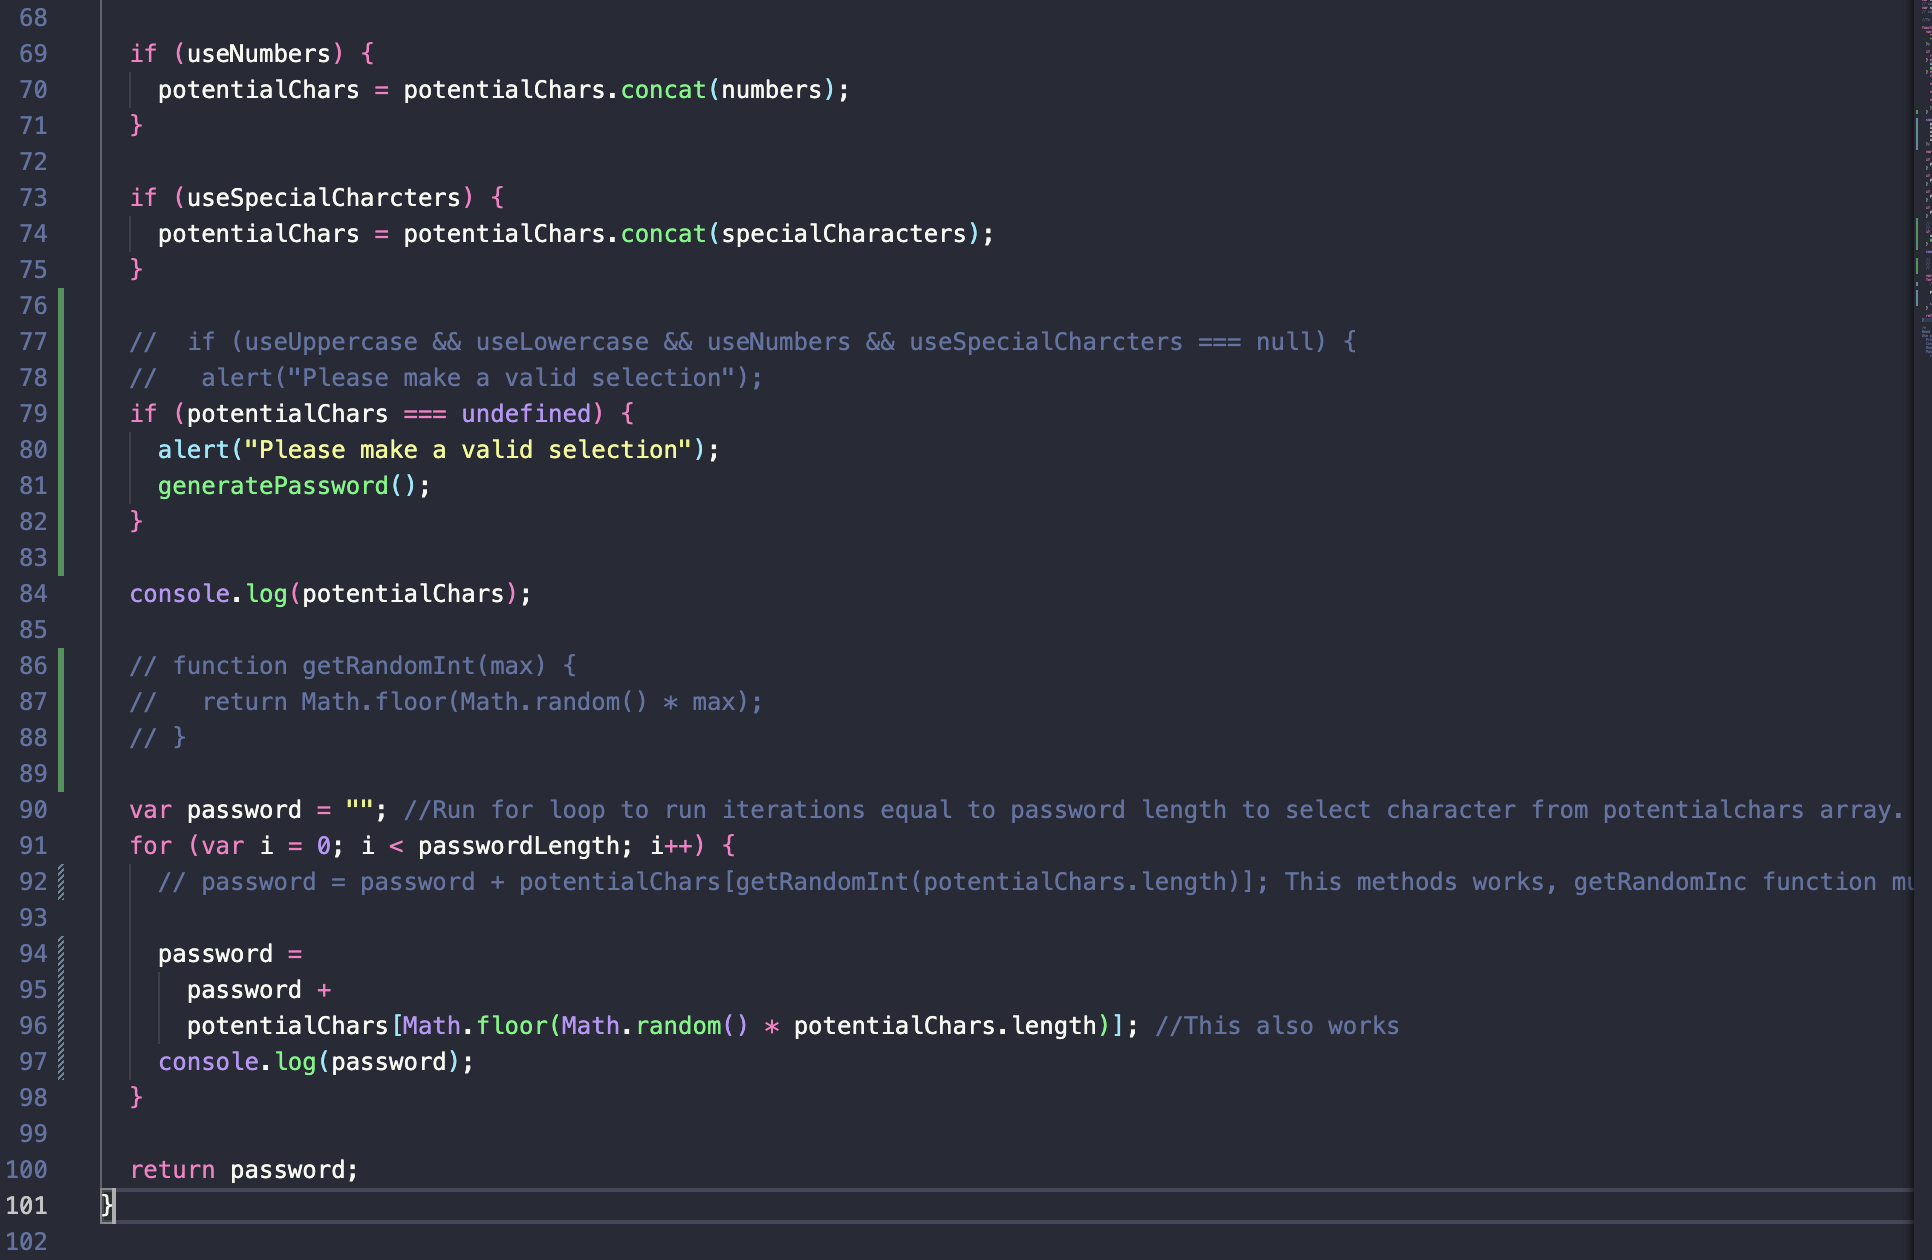 68
69 if (useNumbers) {
70 potentialChars = potentialChars.concat(numbers);
71 }
72
73 if (useSpecialCharcters) {
74 potentialChars = potentialChars.concat(specialCharacters);
75 }
76
77 //  if (useUppercase && useLowercase && useNumbers && useSpecialCharcters === null) {
78 //   alert("Please make a valid selection");
79 if (potentialChars === undefined) {
80 alert("Please make a valid selection");
81 generatePassword();
82 }
83
84 console.log(potentialChars);
85
86 // function getRandomInt(max) {
87 //   return Math.floor(Math.random() * max);
88 // }
89
90 var password = ""; //Run for loop to run iterations equal to password length to select character from potentialchars array.
91 for (var i = 0; i < passwordLength; i++) {
92 // password = password + potentialChars[getRandomInt(potentialChars.length)]; This methods works, getRandomInc function
93
94 password =
95 password +
96 potentialChars[Math.floor(Math.random() * potentialChars.length)]; //This also works
97 console.log(password);
98 }
99
100 return password;
101 }
102